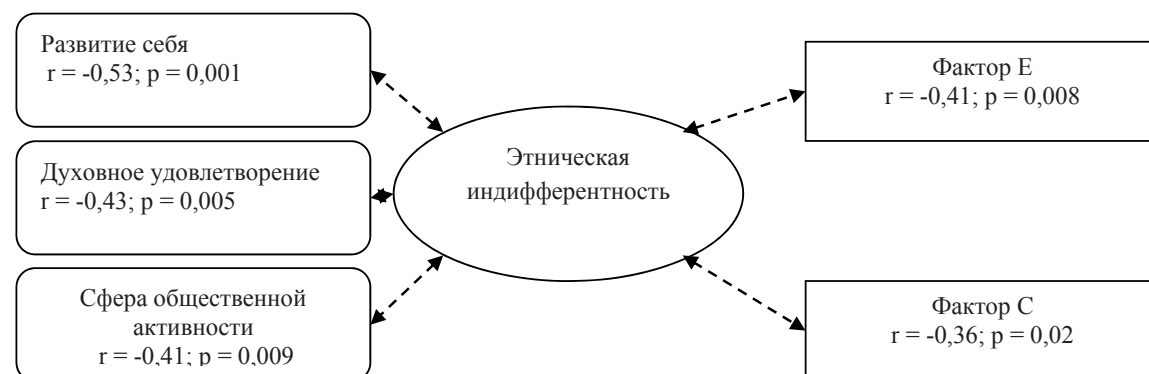 Развитие себя
r = -0,53; p = 0,001
Духовное удовлетворение
r = -0,43; p = 0,005
Сфера общественной
активности
r = -0,41; p = 0,009
Этническая
индифферентность
Фактор Е
r = -0,41; p = 0,008
Фактор С
r = -0,36; p = 0,02